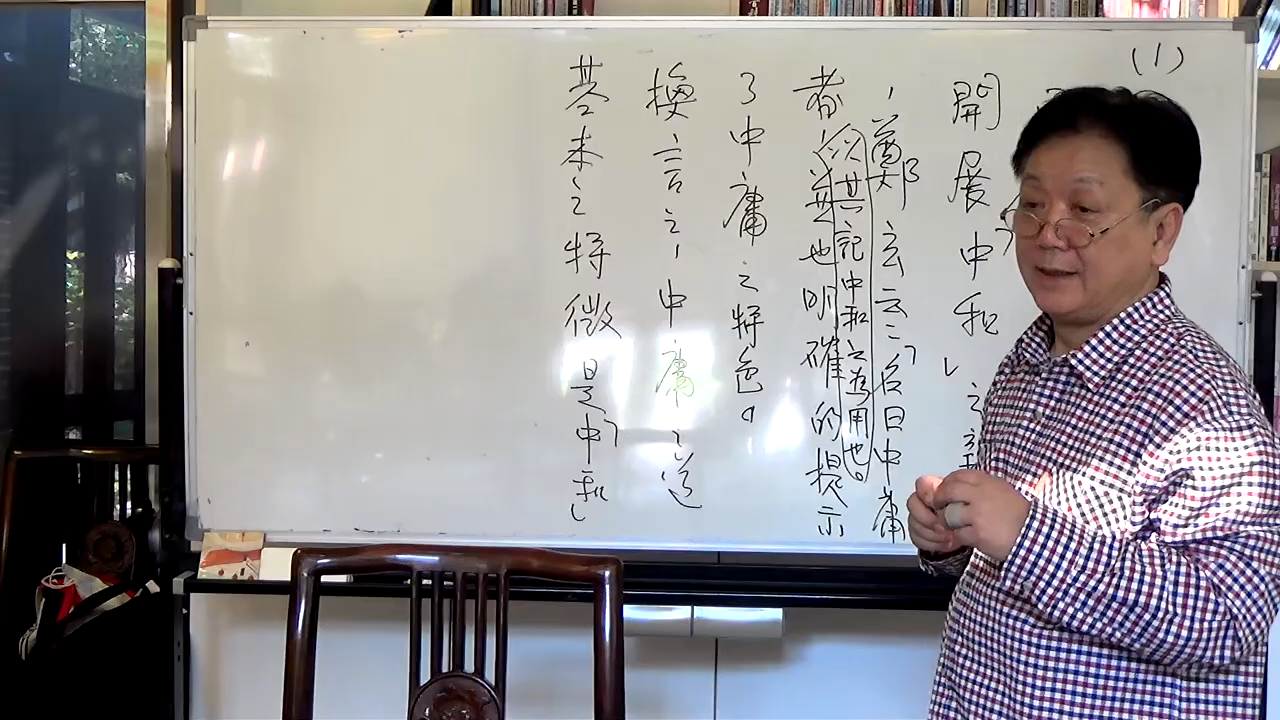 (1)
開展「中和」之
,鄭玄云:「名曰中庸
以其記中和之為用也。
者也明確的提示
了中庸之特色。
換言之,中庸之道
基本之特徵是「中和」